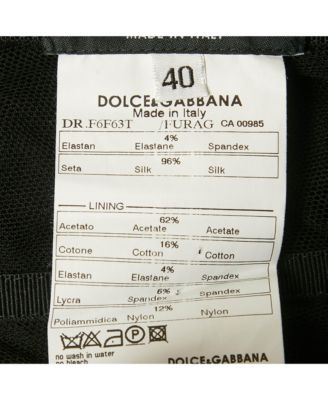 MADE IN ITALY
40
DOLCE&GABBANA
Made in Italy
DR.F6F63T /FURAG CA 00985
4%
Elastan Elastane Spandex
96%
Seta Silk Silk
LINING
62%
Acetato Acetate Acetate
16%
Cotone Cotton Cotton
4%
Elastan Elastane Spandex
6%
Lycra Spandex Spandex
12%
Poliammidica Nylon Nylon
no wash in water
no bleach
DOLCE&GABBANA